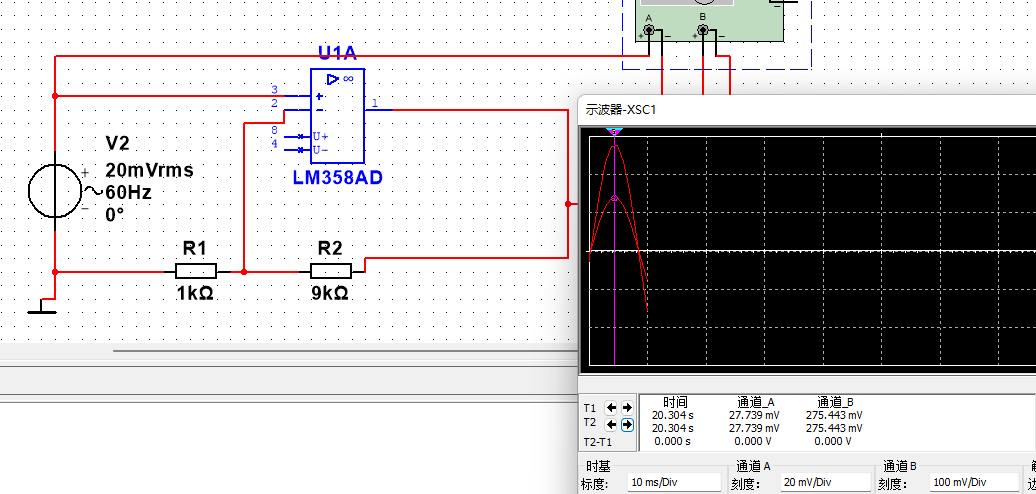 A B
U1A
3
2
1
8
4
U+
U-
∞
LM358AD
V2
20mVrms
60Hz
0°
R1
1kΩ
R2
9kΩ
示波器-XSC1
时间 通道_A 通道_B
T1 20.304 s 27.739 mV 275.443 mV
T2 20.304 s 27.739 mV 275.443 mV
T2-T1 0.000 s 0.000 V 0.000 V
时基 通道 A 通道 B
标度: 10 ms/Div 刻度: 20 mV/Div 刻度: 100 mV/Div